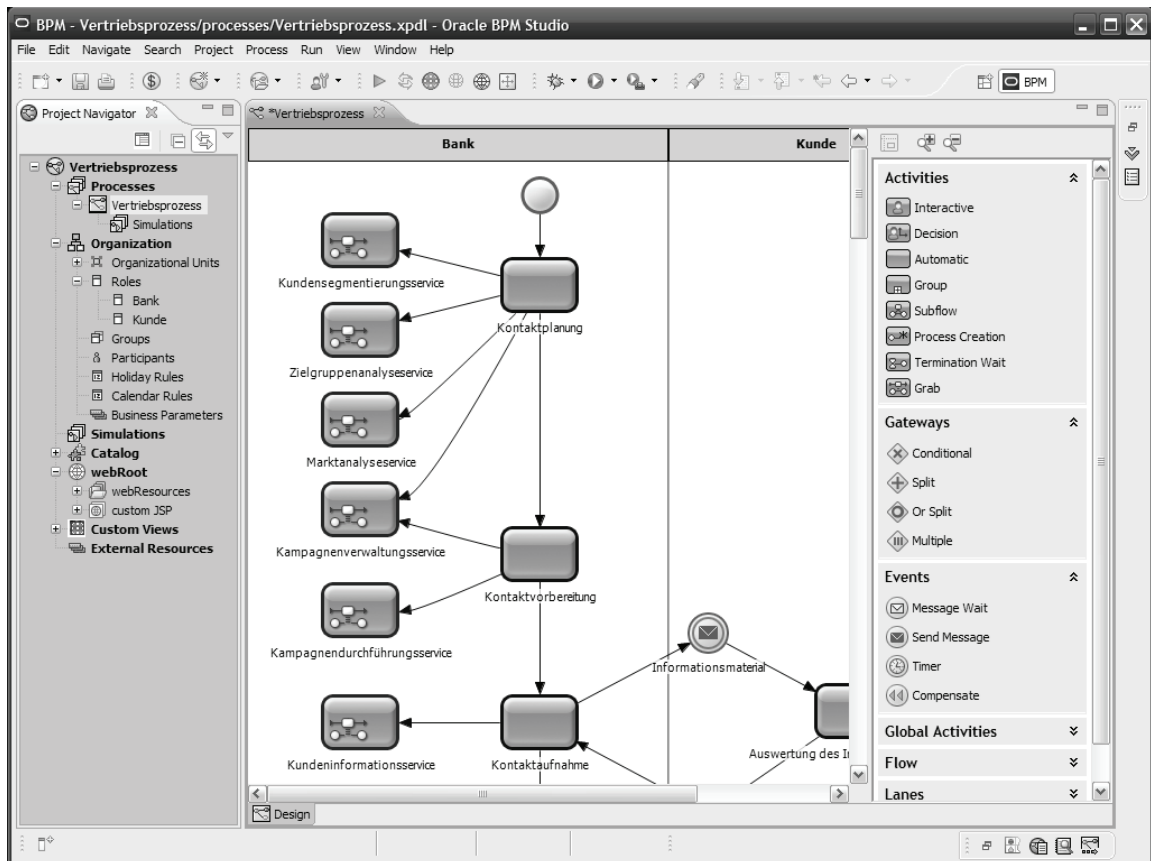 BPM - Vertriebsprozess/processes/Vertriebsprozess.xpdl - Oracle BPM Studio
File Edit Navigate Search Project Process Run View Window Help
BPM
Project Navigator
*Vertriebsprozess
Vertriebsprozess
Processes
Vertriebsprozess
Simulations
Organization
Organizational Units
Roles
Bank
Kunde
Groups
Participants
Holiday Rules
Calendar Rules
Business Parameters
Simulations
Catalog
webRoot
webResources
custom JSP
Custom Views
External Resources
Bank Kunde
Kundensegmentierungsservice
Kontaktplanung
Zielgruppenanalyseservice
Marktanalyseservice
Kampagnenverwaltungsservice
Kontaktvorbereitung
Kampagnendurchführungsservice
Informationsmaterial
Auswertung des I
Kundeninformationsservice
Kontaktaufnahme
Design
Activities
Interactive
Decision
Automatic
Group
Subflow
Process Creation
Termination Wait
Grab
Gateways
Conditional
Split
Or Split
Multiple
Events
Message Wait
Send Message
Timer
Compensate
Global Activities
Flow
Lanes